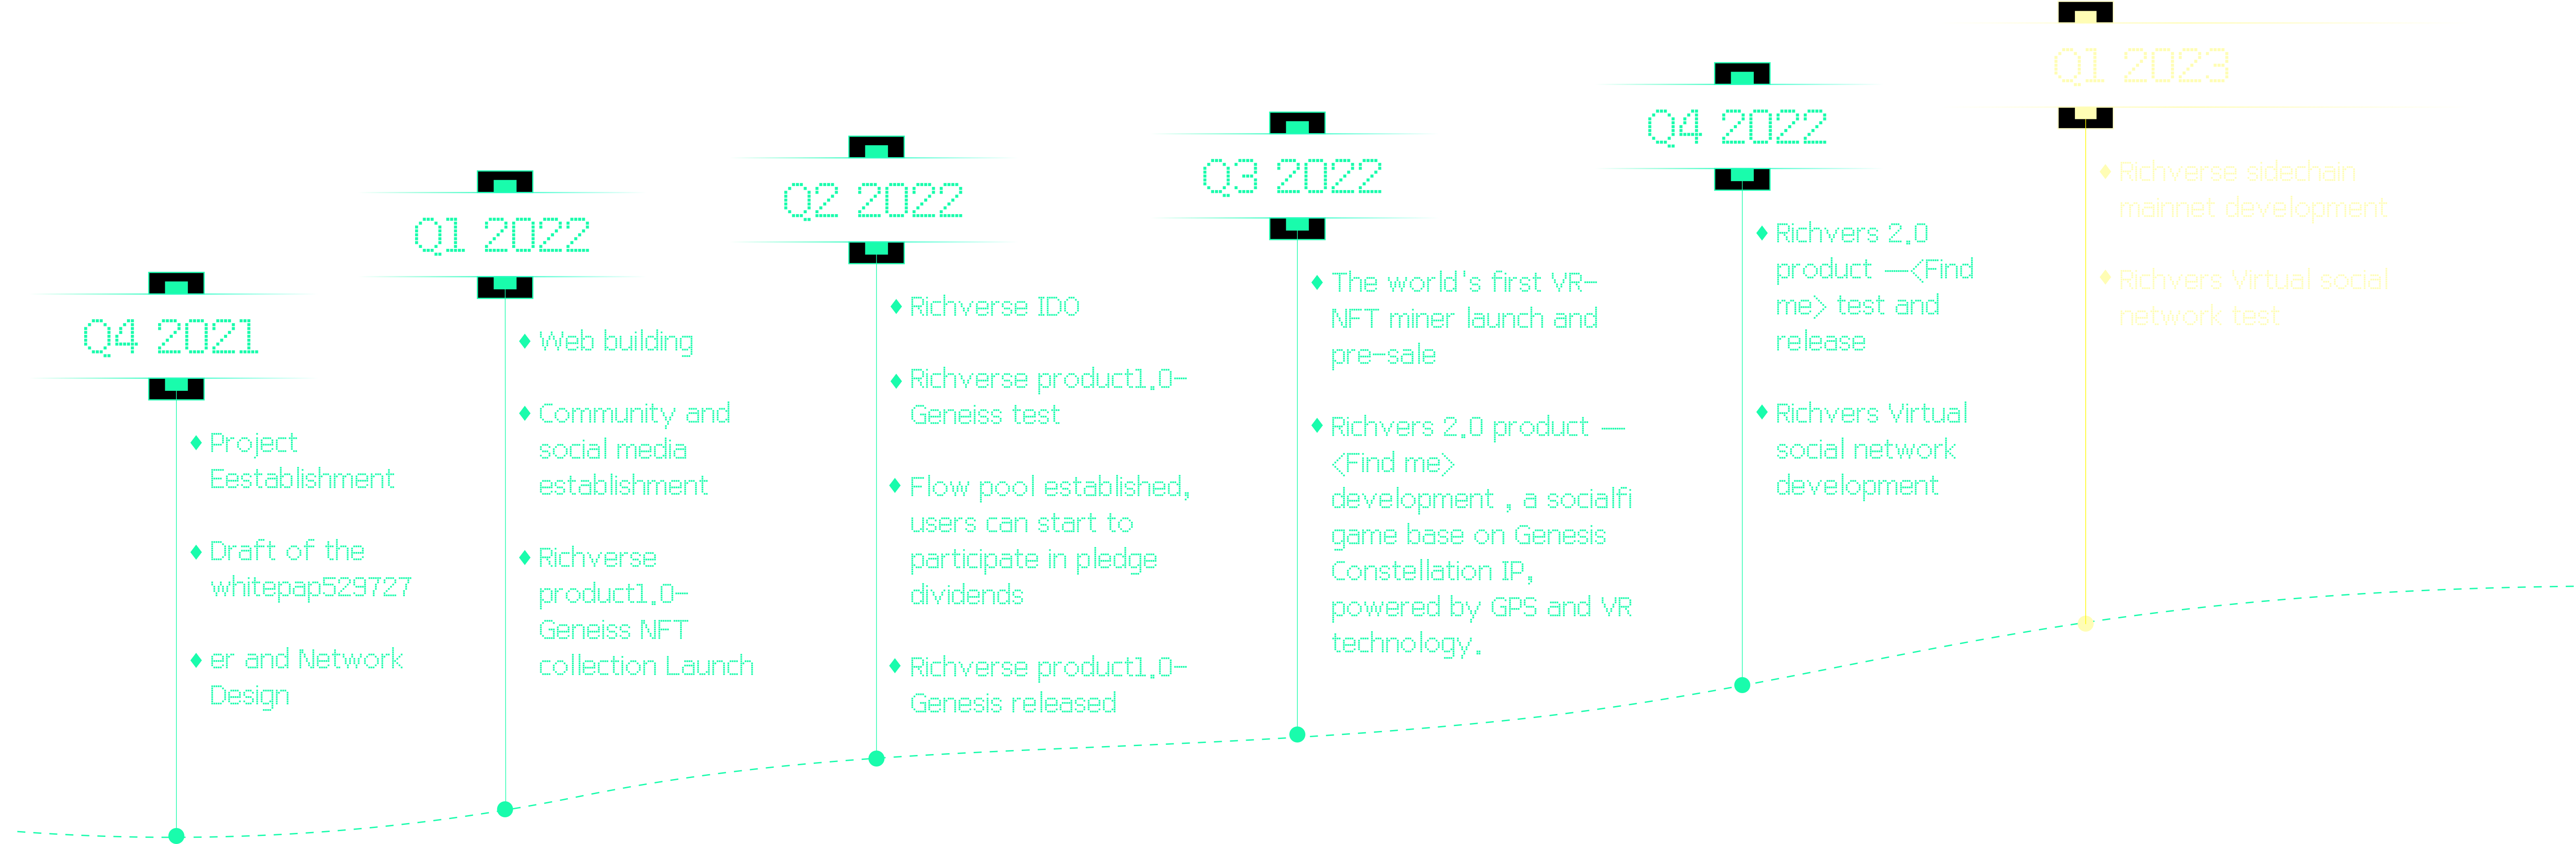 Q4 2021
Project
Eestablishment
Draft of the
whitepap529727
er and Network
Design
Q1 2022
Web building
Community and
social media
establishment
Richverse
product1.0-
Geneiss NFT
collection Launch
Q2 2022
Richverse IDO
Richverse product1.0-
Geneiss test
Flow pool established,
users can start to
participate in pledge
dividends
Richverse product1.0-
Genesis released
Q3 2022
The world's first VR-
NFT miner launch and
pre-sale
Richvers 2.0 product —
<Find me>
development , a socialfi
game base on Genesis
Constellation IP,
powered by GPS and VR
technology.
Q4 2022
Richvers 2.0
product —<Find
me> test and
release
Richvers Virtual
social network
development
Q1 2023
Richverse sidechain
mainnet development
Richvers Virtual social
network test